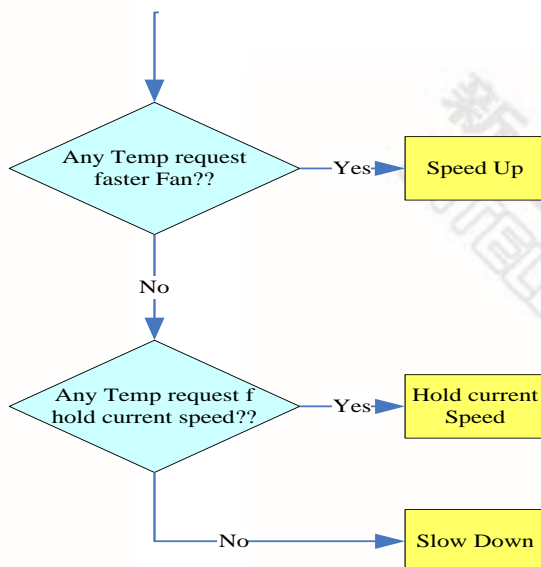 Any Temp request
faster Fan??
Yes
Speed Up
No
Any Temp request f
hold current speed??
Yes
Hold current
Speed
No
Slow Down
新